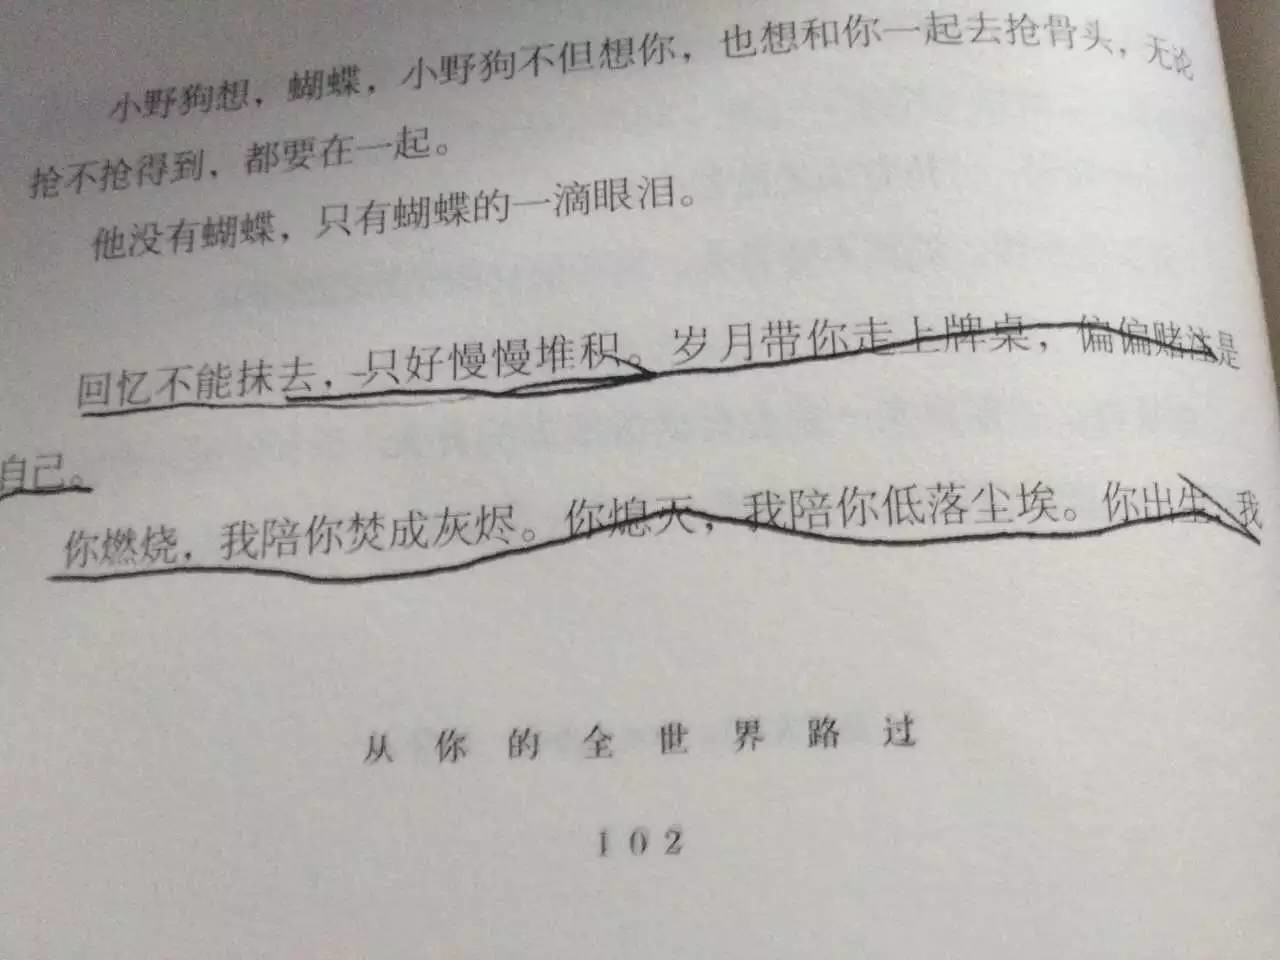 小野狗想，蝴蝶，小野狗不但想你，也想和你一起去抢骨头，无论
抢不抢得到，都要在一起。
他没有蝴蝶，只有蝴蝶的一滴眼泪。
回忆不能抹去，只好慢慢堆积。岁月带你走上牌桌，偏偏赌注是
自己。
你燃烧，我陪你焚成灰烬。你熄灭，我陪你低落尘埃。你出生，我
从你的全世界路过
102